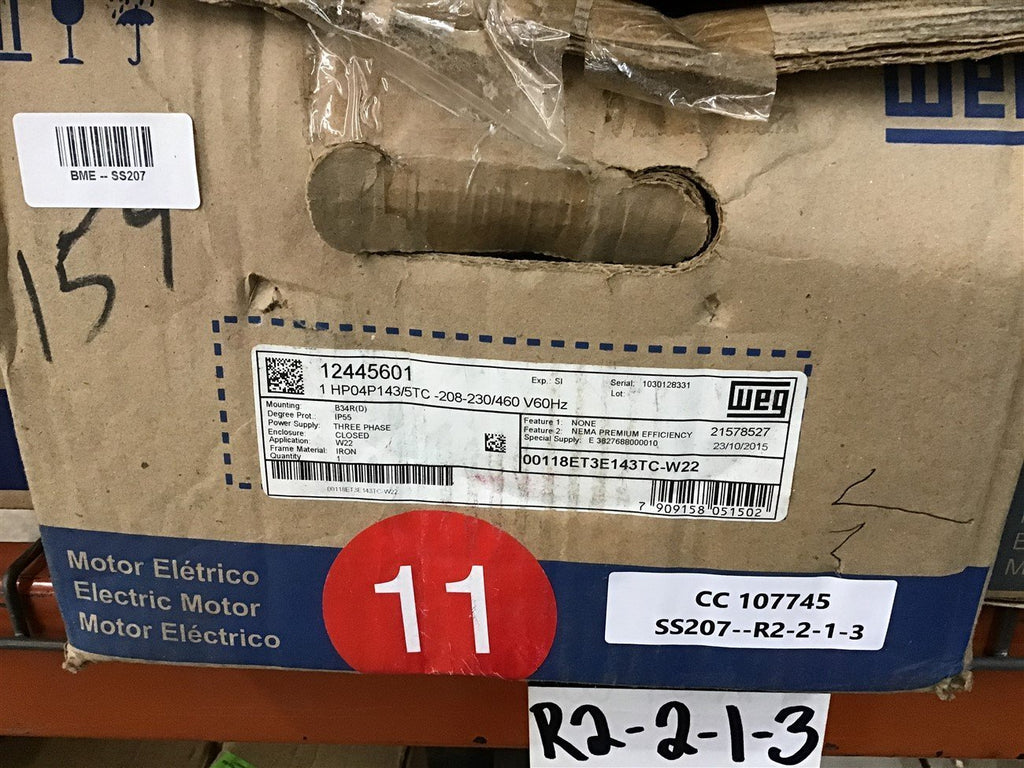 weg
BME -- SS207
159
12445601
1 HP04P143/5TC -208-230/460 V60Hz
Exp.: SI
Serial: 1030128331
Lot:
weg
Mounting: B34R(D)
Degree Prot.: IP55
Power Supply: THREE PHASE
Enclosure: CLOSED
Application: W22
Frame Material: IRON
Quantity 1
Feature 1: NONE
Feature 2: NEMA PREMIUM EFFICIENCY
Special Supply: E 3827688000010
21578527
23/10/2015
00118ET3E143TC-W22
00118ET3E143TC-W22
7 909158 051502
Motor Elétrico
Electric Motor
Motor Eléctrico
11
CC 107745
SS207--R2-2-1-3
R2-2-1-3